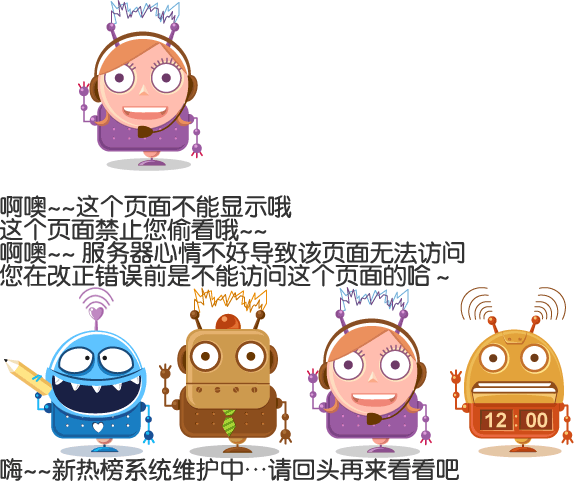 啊噢~~这个页面不能显示哦
这个页面禁止您偷看哦~~
啊噢~~ 服务器心情不好导致该页面无法访问
您在改正错误前是不能访问这个页面的哈~
12:00
嗨~~新热榜系统维护中…请回头再来看看吧